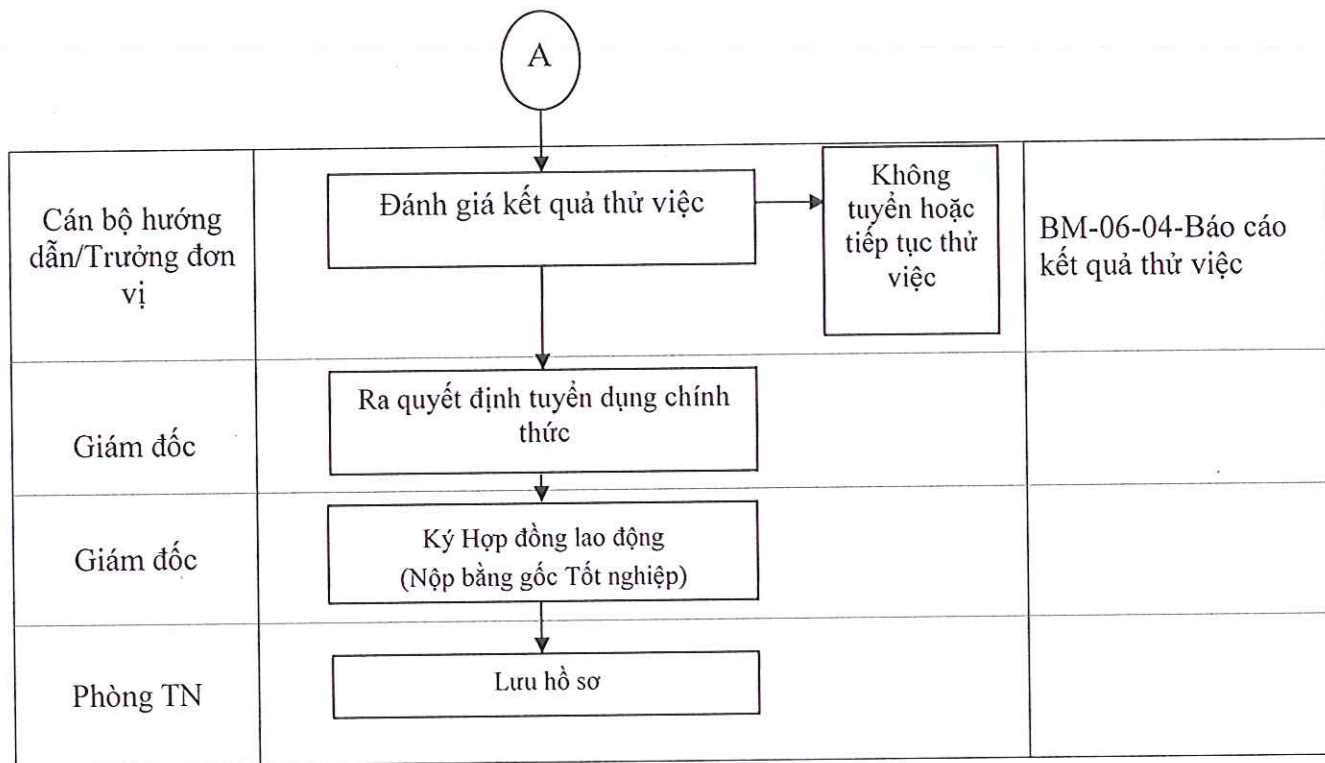 A
Cán bộ hướng
dẫn/Trưởng đơn
vị
Đánh giá kết quả thử việc
Không
tuyển hoặc
tiếp tục thử
việc
BM-06-04-Báo cáo
kết quả thử việc
Giám đốc
Ra quyết định tuyển dụng chính
thức
Giám đốc
Ký Hợp đồng lao động
(Nộp bằng gốc Tốt nghiệp)
Phòng TN
Lưu hồ sơ